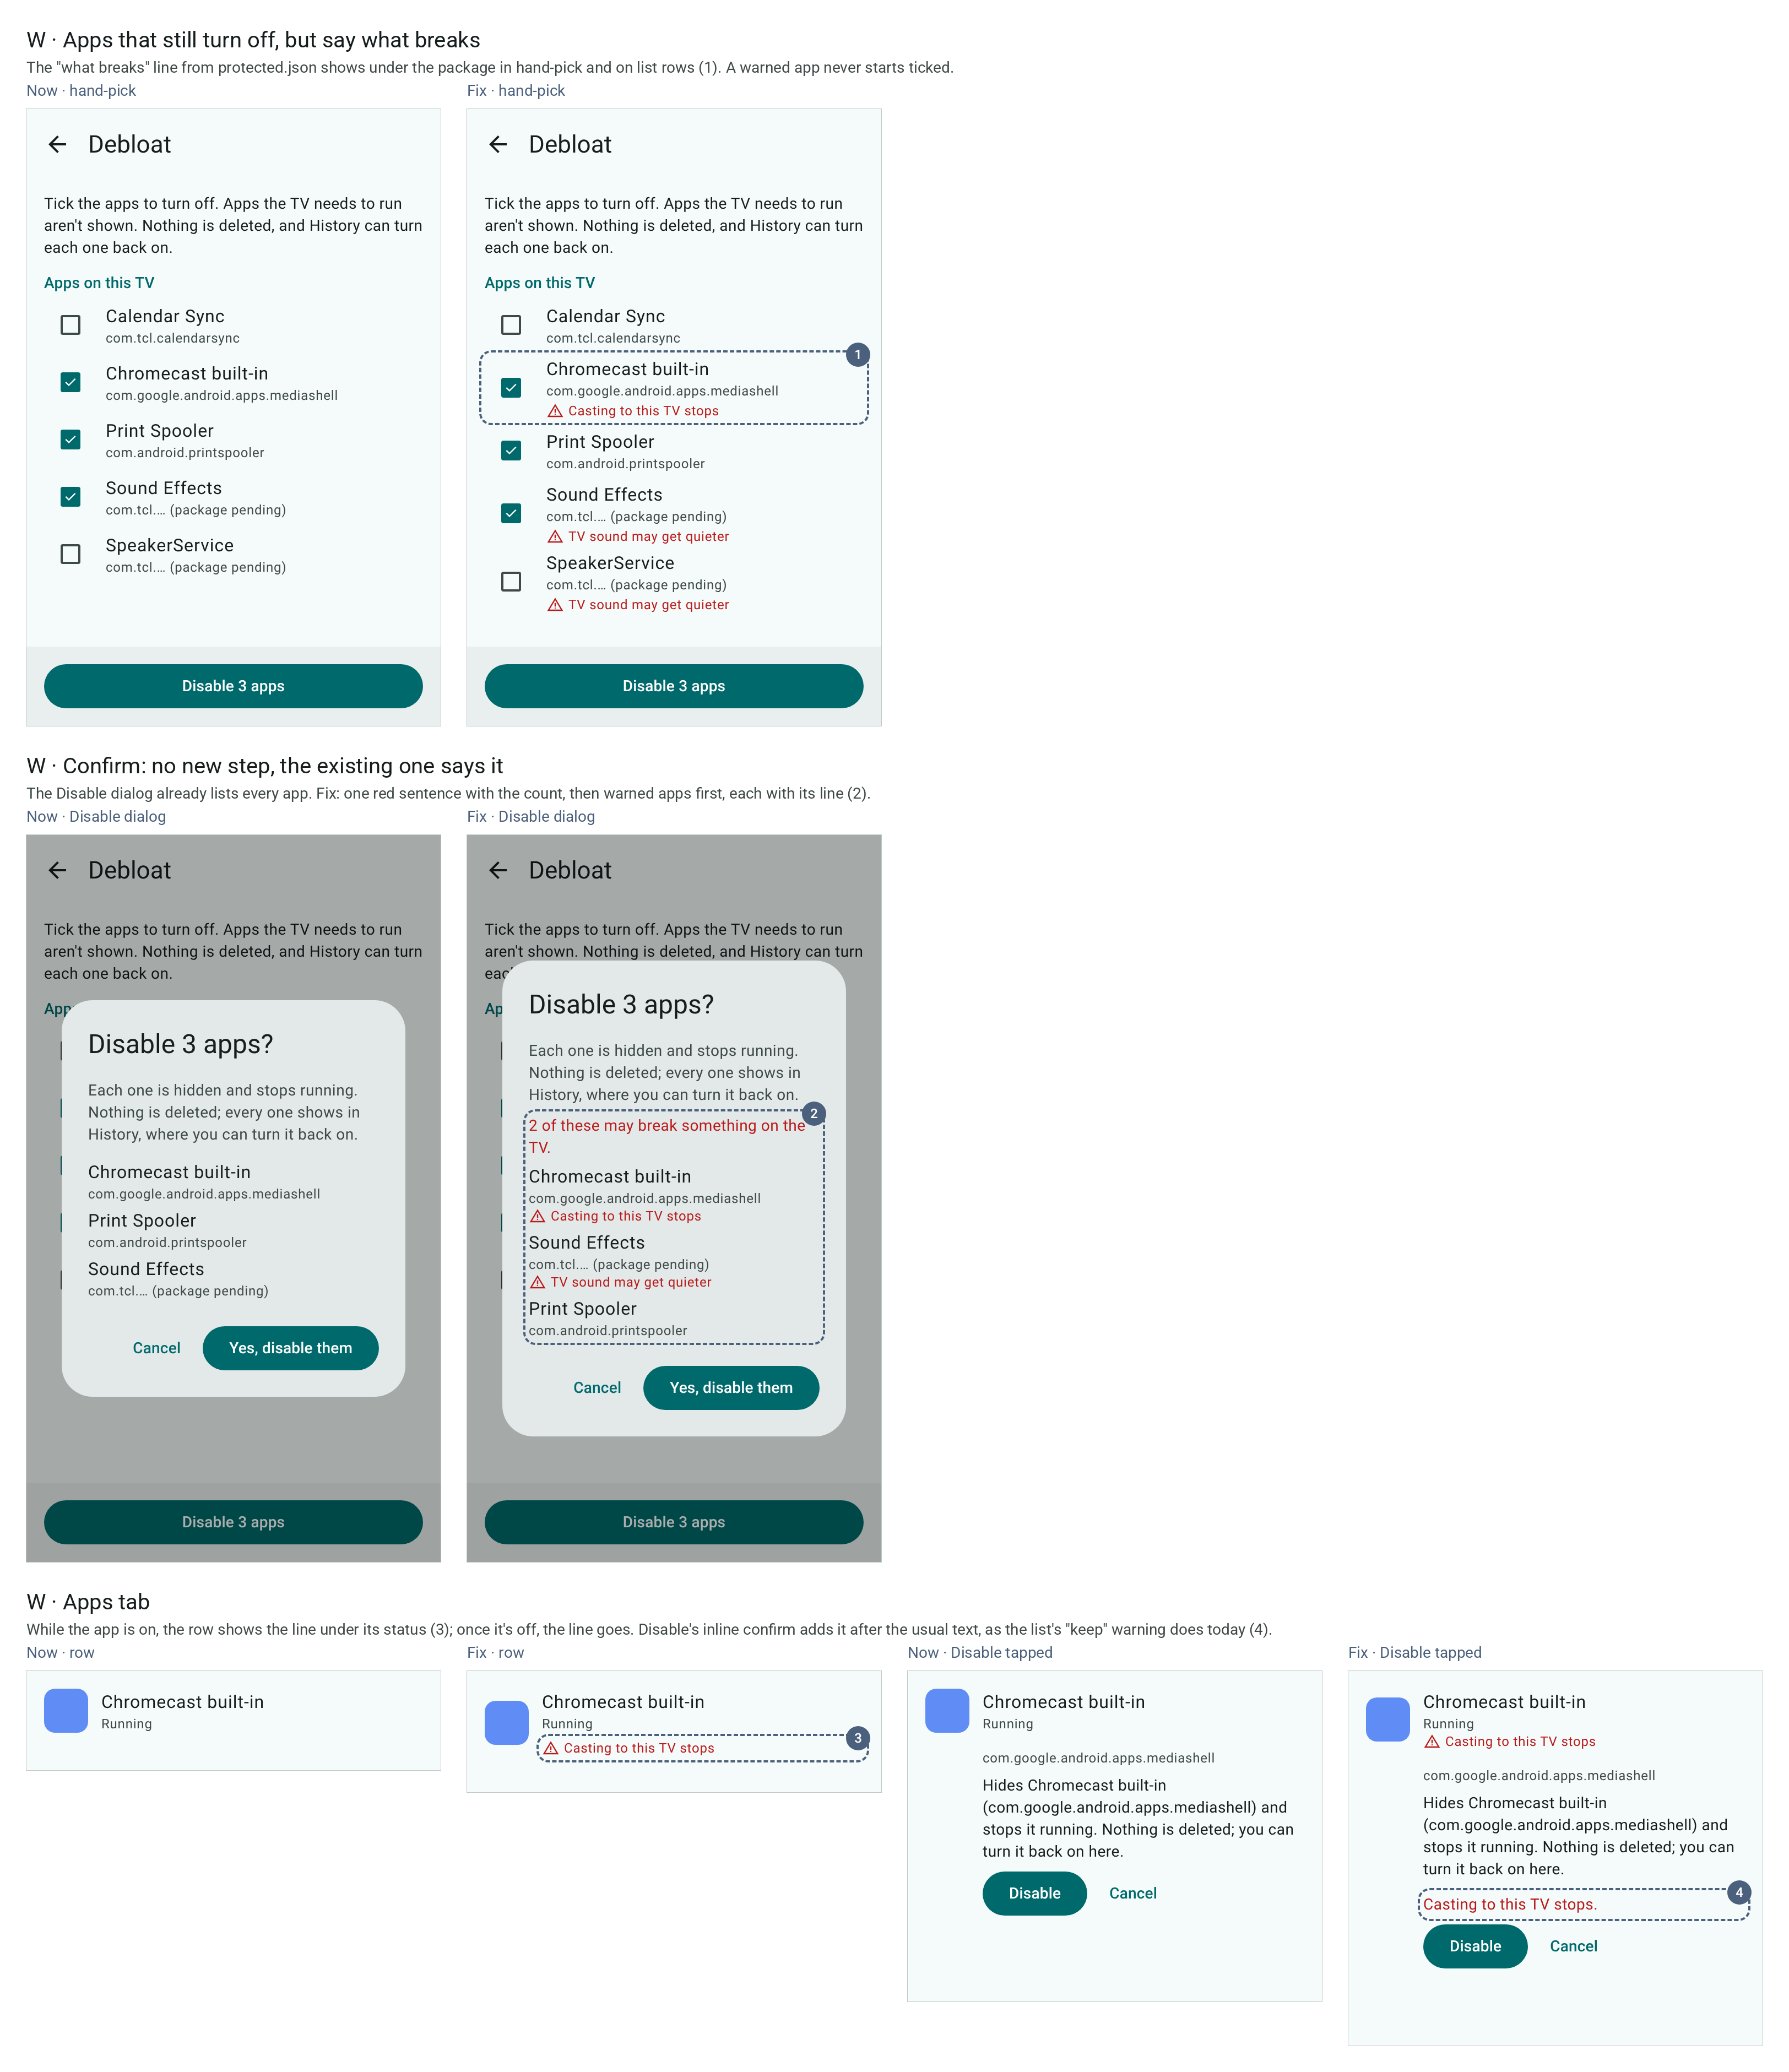 W · Apps that still turn off, but say what breaks
The "what breaks" line from protected.json shows under the package in hand-pick and on list rows (1). A warned app never starts ticked.
Now · hand-pick
Debloat
Tick the apps to turn off. Apps the TV needs to run
aren't shown. Nothing is deleted, and History can turn
each one back on.
Apps on this TV
Calendar Sync
com.tcl.calendarsync
Chromecast built-in
com.google.android.apps.mediashell
Print Spooler
com.android.printspooler
Sound Effects
com.tcl.… (package pending)
SpeakerService
com.tcl.… (package pending)
Disable 3 apps
Fix · hand-pick
Debloat
Tick the apps to turn off. Apps the TV needs to run
aren't shown. Nothing is deleted, and History can turn
each one back on.
Apps on this TV
Calendar Sync
com.tcl.calendarsync
1
Chromecast built-in
com.google.android.apps.mediashell
Casting to this TV stops
Print Spooler
com.android.printspooler
Sound Effects
com.tcl.… (package pending)
TV sound may get quieter
SpeakerService
com.tcl.… (package pending)
TV sound may get quieter
Disable 3 apps
W · Confirm: no new step, the existing one says it
The Disable dialog already lists every app. Fix: one red sentence with the count, then warned apps first, each with its line (2).
Now · Disable dialog
Debloat
Tick the apps to turn off. Apps the TV needs to run
aren't shown. Nothing is deleted, and History can turn
each one back on.
App
Disable 3 apps?
Each one is hidden and stops running.
Nothing is deleted; every one shows in
History, where you can turn it back on.
Chromecast built-in
com.google.android.apps.mediashell
Print Spooler
com.android.printspooler
Sound Effects
com.tcl.… (package pending)
Cancel
Yes, disable them
Disable 3 apps
Fix · Disable dialog
Debloat
Tick the apps to turn off. Apps the TV needs to run
aren't shown. Nothing is deleted, and History can turn
eac
Ap
Disable 3 apps?
Each one is hidden and stops running.
Nothing is deleted; every one shows in
History, where you can turn it back on.
2
2 of these may break something on the
TV.
Chromecast built-in
com.google.android.apps.mediashell
Casting to this TV stops
Sound Effects
com.tcl.… (package pending)
TV sound may get quieter
Print Spooler
com.android.printspooler
Cancel
Yes, disable them
Disable 3 apps
W · Apps tab
While the app is on, the row shows the line under its status (3); once it's off, the line goes. Disable's inline confirm adds it after the usual text, as the list's "keep" warning does today (4).
Now · row
Chromecast built-in
Running
Fix · row
Chromecast built-in
Running
3
Casting to this TV stops
Now · Disable tapped
Chromecast built-in
Running
com.google.android.apps.mediashell
Hides Chromecast built-in
(com.google.android.apps.mediashell) and
stops it running. Nothing is deleted; you can
turn it back on here.
Disable
Cancel
Fix · Disable tapped
Chromecast built-in
Running
Casting to this TV stops
com.google.android.apps.mediashell
Hides Chromecast built-in
(com.google.android.apps.mediashell) and
stops it running. Nothing is deleted; you can
turn it back on here.
4
Casting to this TV stops.
Disable
Cancel